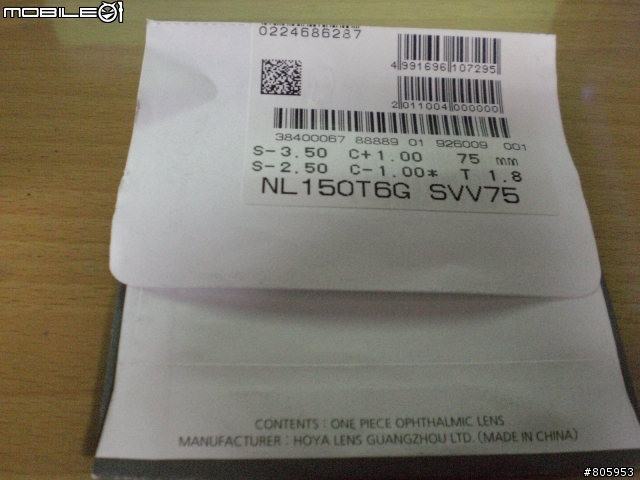 MOBILE01
0224686287
4 991696 107295
2 011004 000000
38400067 88889 01 926009 001
S-3.50 C+1.00 75 mm
S-2.50 C-1.00* T 1.8
NL150T6G SVV75
CONTENTS : ONE PIECE OPHTHALMIC LENS
MANUFACTURER : HOYA LENS GUANGZHOU LTD. (MADE IN CHINA)
#805953